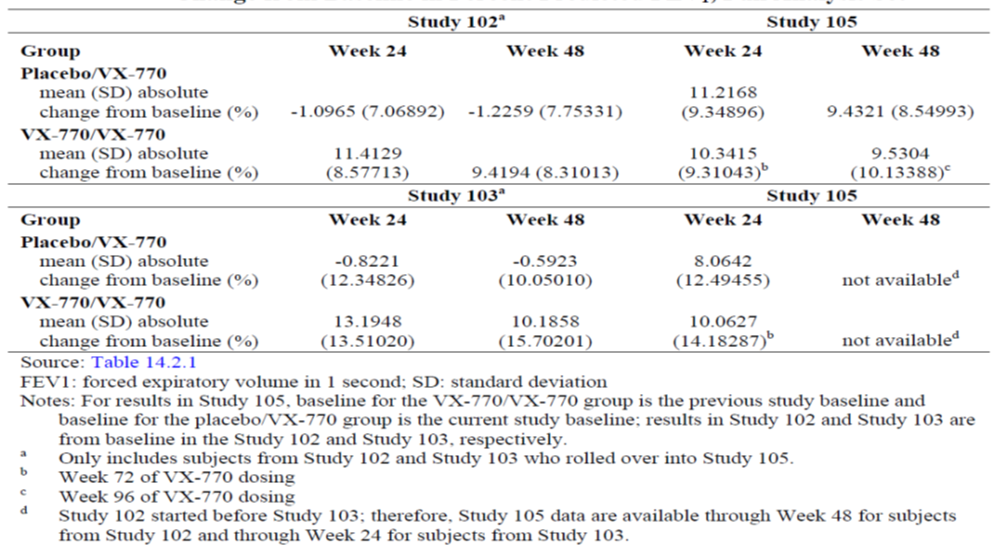 Study 102a Study 105
Group Week 24 Week 48 Week 24 Week 48
Placebo/VX-770
mean (SD) absolute 11.2168
change from baseline (%) -1.0965 (7.06892) -1.2259 (7.75331) (9.34896) 9.4321 (8.54993)
VX-770/VX-770
mean (SD) absolute 11.4129 10.3415 9.5304
change from baseline (%) (8.57713) 9.4194 (8.31013) (9.31043)b (10.13388)c
Study 103a Study 105
Group Week 24 Week 48 Week 24 Week 48
Placebo/VX-770
mean (SD) absolute -0.8221 -0.5923 8.0642
change from baseline (%) (12.34826) (10.05010) (12.49455) not availabled
VX-770/VX-770
mean (SD) absolute 13.1948 10.1858 10.0627
change from baseline (%) (13.51020) (15.70201) (14.18287)b not availabled
Source: Table 14.2.1
FEV1: forced expiratory volume in 1 second; SD: standard deviation
Notes: For results in Study 105, baseline for the VX-770/VX-770 group is the previous study baseline and
baseline for the placebo/VX-770 group is the current study baseline; results in Study 102 and Study 103 are
from baseline in the Study 102 and Study 103, respectively.
a Only includes subjects from Study 102 and Study 103 who rolled over into Study 105.
b Week 72 of VX-770 dosing
c Week 96 of VX-770 dosing
d Study 102 started before Study 103; therefore, Study 105 data are available through Week 48 for subjects
from Study 102 and through Week 24 for subjects from Study 103.